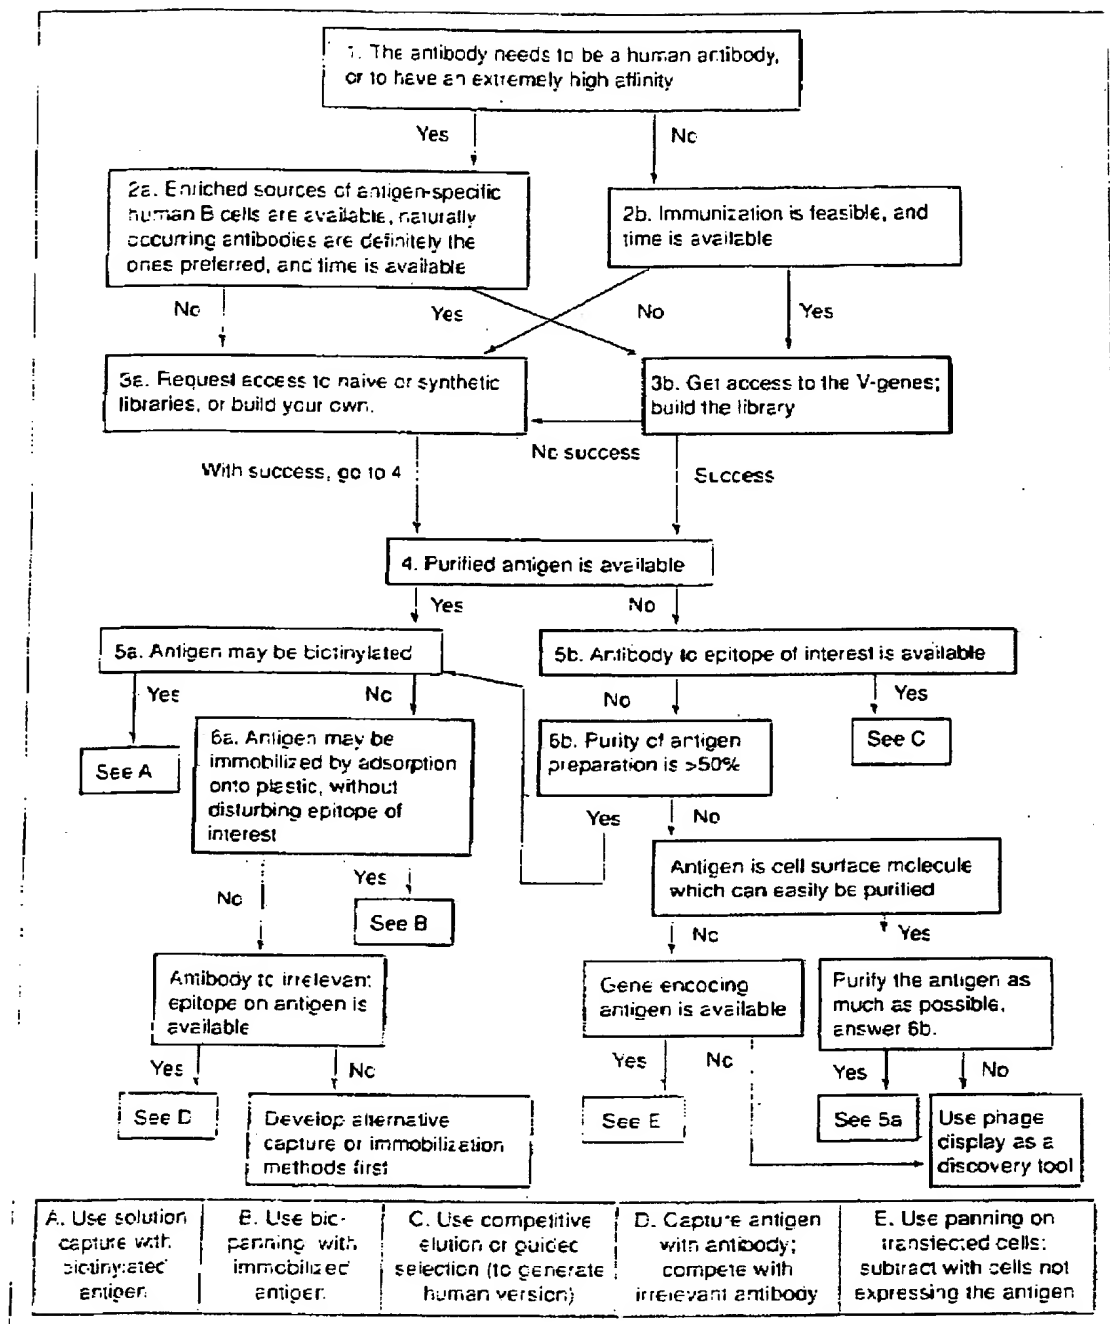 1. The antibody needs to be a human antibody,
or to have an extremely high affinity
Yes
No
2a. Enriched sources of antigen-specific
human B cells are available, naturally
occurring antibodies are definitely the
ones preferred, and time is available
2b. Immunization is feasible, and
time is available
No
Yes
No
Yes
3a. Request access to naive or synthetic
libraries, or build your own.
3b. Get access to the V-genes;
build the library
No success
With success, go to 4
Success
4. Purified antigen is available
Yes
No
5a. Antigen may be biotinylated
5b. Antibody to epitope of interest is available
Yes
No
No
Yes
See A
6a. Antigen may be
immobilized by adsorption
onto plastic, without
disturbing epitope of
interest
6b. Purity of antigen
preparation is >50%
See C
Yes
No
No
Yes
See B
Antigen is cell surface molecule
which can easily be purified
No
Yes
Antibody to irrelevant
epitope on antigen is
available
Gene encoding
antigen is available
Purify the antigen as
much as possible,
answer 6b.
Yes
No
Yes
No
Yes
No
See D
Develop alternative
capture or immobilization
methods first
See E
See 5a
Use phage
display as a
discovery tool
A. Use solution
capture with
biotinylated
antigen
B. Use bio-
panning with
immobilized
antigen
C. Use competitive
elution or guided
selection (to generate
human version)
D. Capture antigen
with antibody;
compete with
irrelevant antibody
E. Use panning on
transfected cells;
subtract with cells not
expressing the antigen